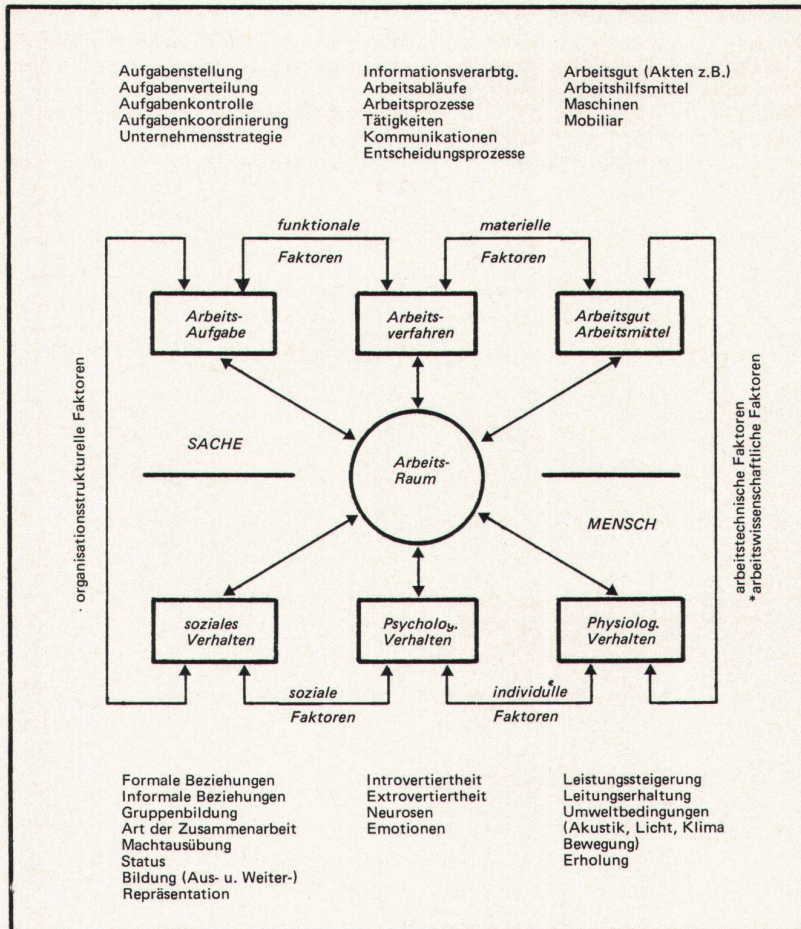 Aufgabenstellung
Aufgabenverteilung
Aufgabenkontrolle
Aufgabenkoordinierung
Unternehmensstrategie
Informationsverarbtg.
Arbeitsabläufe
Arbeitsprozesse
Tätigkeiten
Kommunikationen
Entscheidungsprozesse
Arbeitsgut (Akten z.B.)
Arbeitshilfsmittel
Maschinen
Mobiliar
funktionale
Faktoren
materielle
Faktoren
Arbeits-
Aufgabe
Arbeits-
verfahren
Arbeitsgut
Arbeitsmittel
· organisationsstrukturelle Faktoren
SACHE
Arbeits-
Raum
MENSCH
arbeitstechnische Faktoren
*arbeitswissenschaftliche Faktoren
soziales
Verhalten
Psycholog.
Verhalten
Physiolog.
Verhalten
soziale
Faktoren
individuelle
Faktoren
Formale Beziehungen
Informale Beziehungen
Gruppenbildung
Art der Zusammenarbeit
Machtausübung
Status
Bildung (Aus- u. Weiter-)
Repräsentation
Introvertiertheit
Extrovertiertheit
Neurosen
Emotionen
Leistungssteigerung
Leitungserhaltung
Umweltbedingungen
(Akustik, Licht, Klima
Bewegung)
Erholung